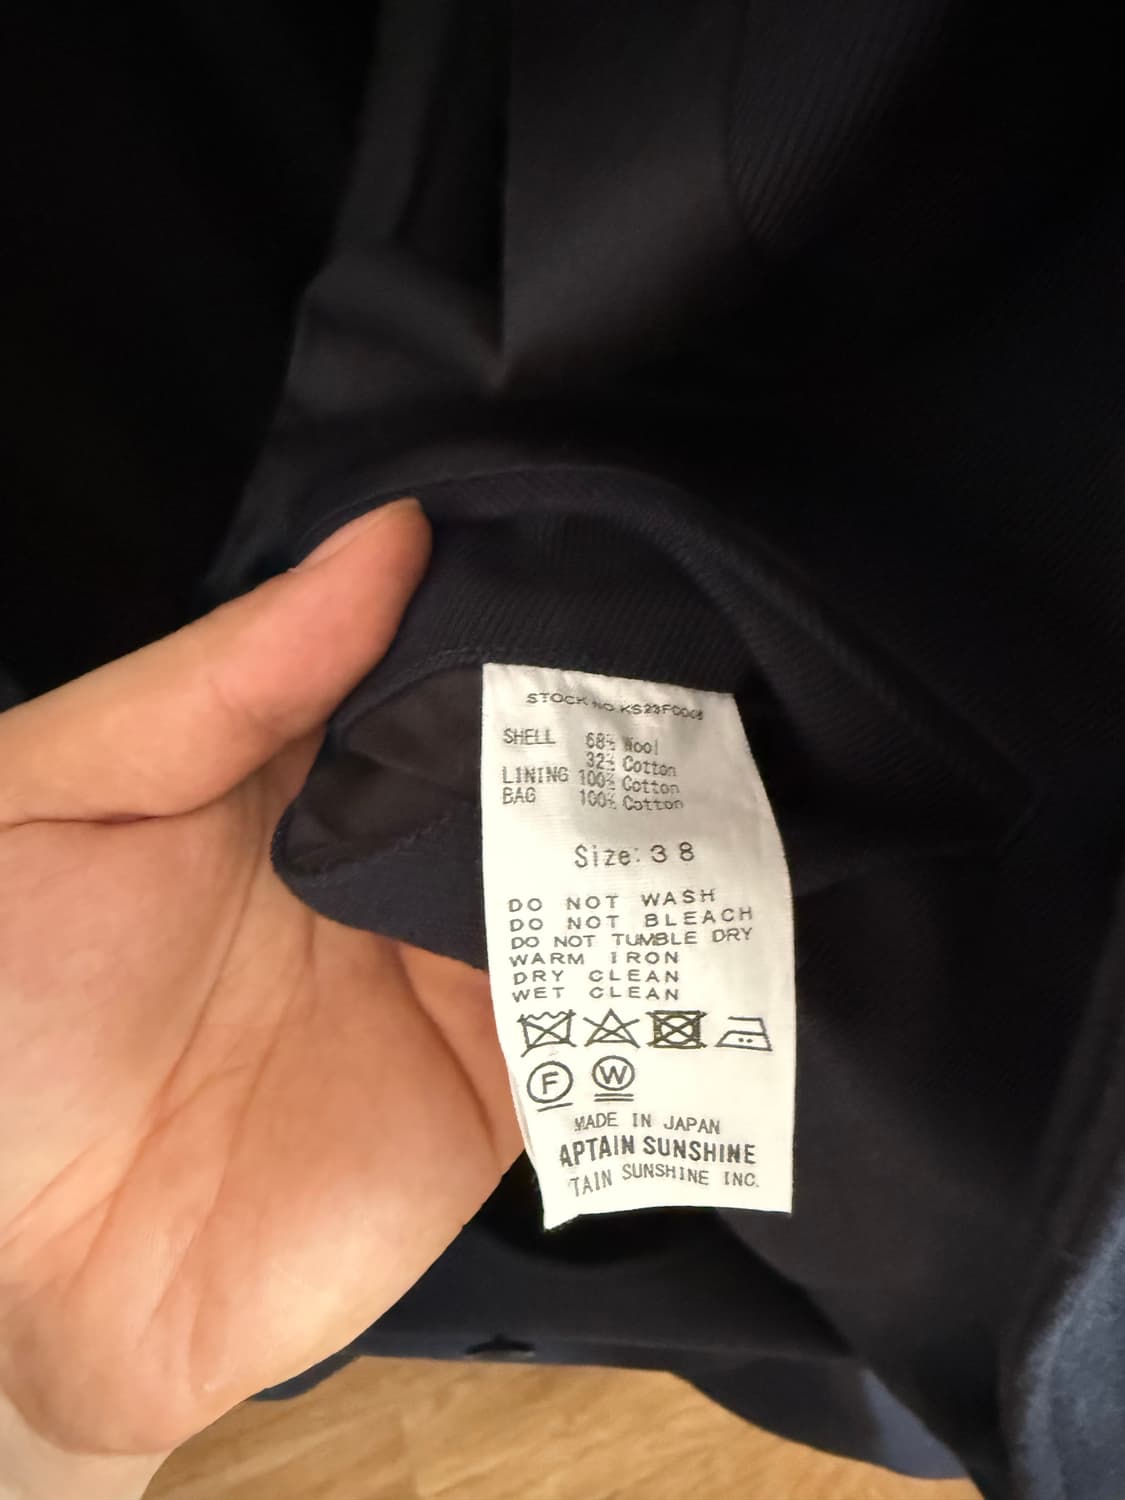 STOCK NO.
SHELL 68% Wool
32% Cotton
LINING 100% Cotton
BAG 100% Cotton
Size: 38
DO NOT WASH
DO NOT BLEACH
DO NOT TUMBLE DRY
WARM IRON
DRY CLEAN
WET CLEAN
F W
MADE IN JAPAN
APTAIN SUNSHINE
TAIN SUNSHINE INC.